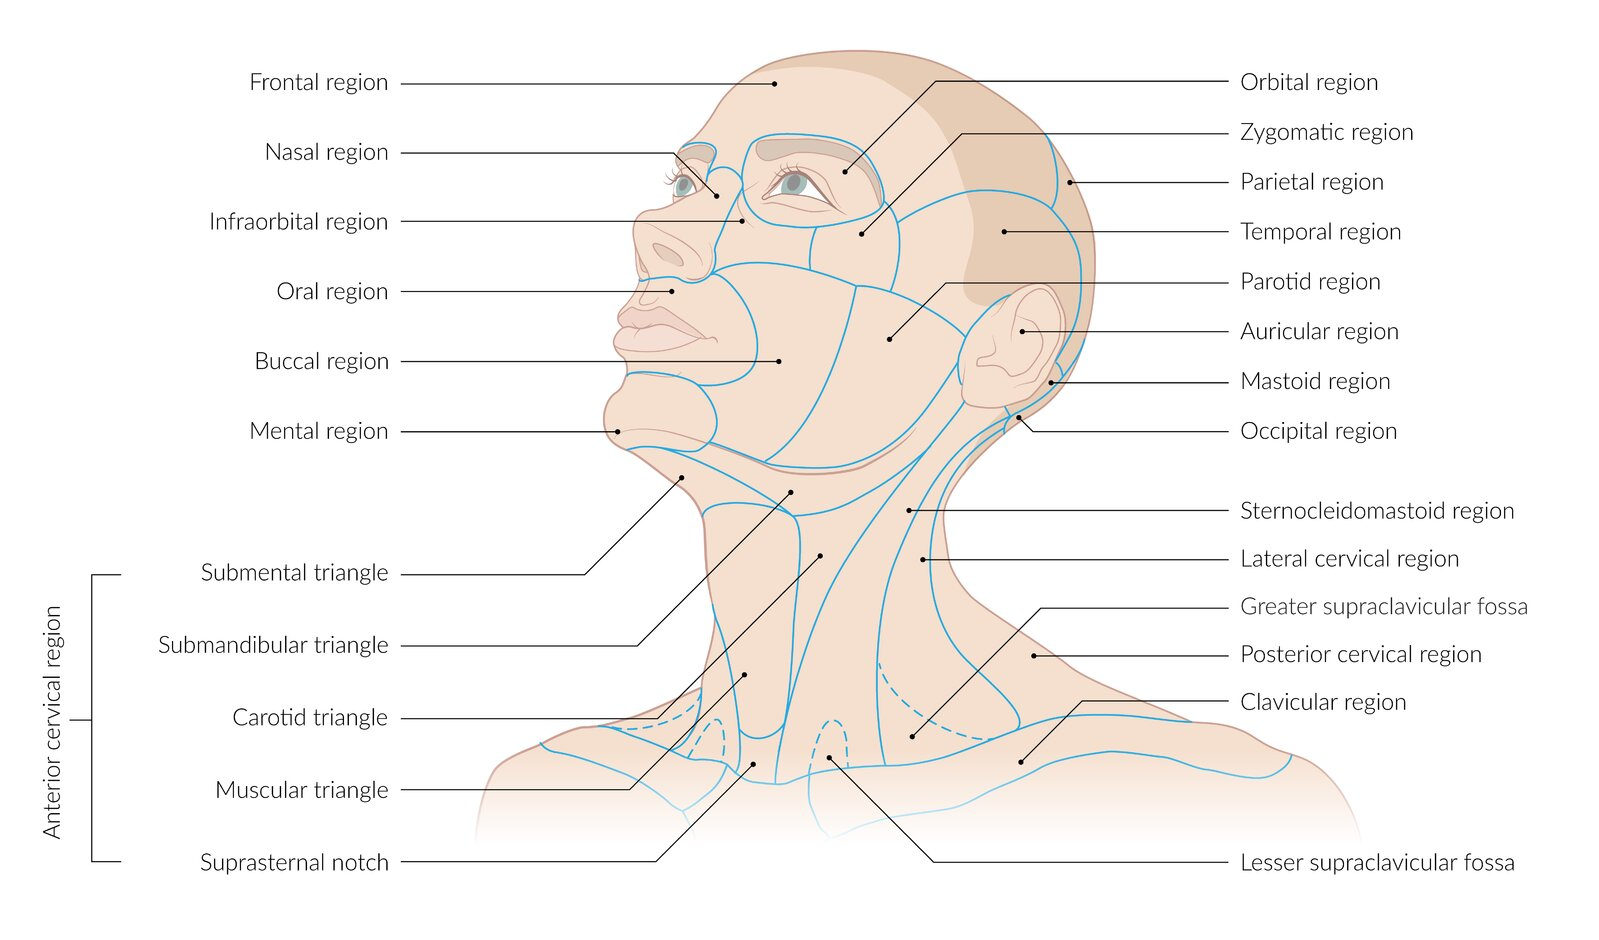 Frontal region
Nasal region
Infraorbital region
Oral region
Buccal region
Mental region
Anterior cervical region
Submental triangle
Submandibular triangle
Carotid triangle
Muscular triangle
Suprasternal notch
Orbital region
Zygomatic region
Parietal region
Temporal region
Parotid region
Auricular region
Mastoid region
Occipital region
Sternocleidomastoid region
Lateral cervical region
Greater supraclavicular fossa
Posterior cervical region
Clavicular region
Lesser supraclavicular fossa